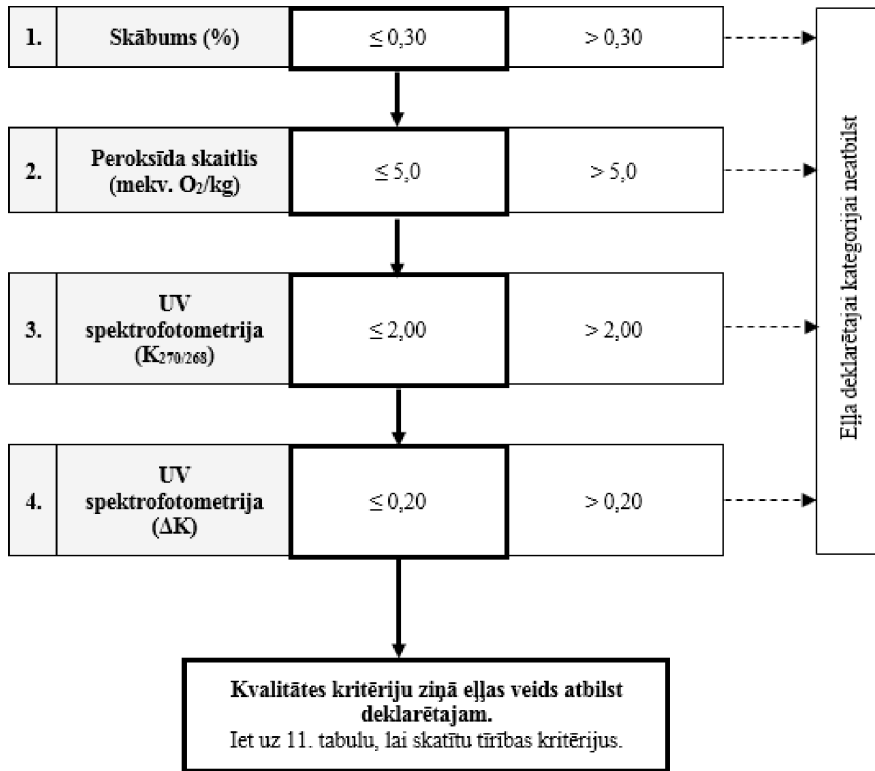 1. Skābums (%) ≤ 0,30 > 0,30
2. Peroksīda skaitlis
(mekv. O₂/kg) ≤ 5,0 > 5,0
3. UV
spektrofotometrija
(K₂₇₀/₂₆₈) ≤ 2,00 > 2,00
4. UV
spektrofotometrija
(ΔK) ≤ 0,20 > 0,20
Eļļa deklarētajai kategorijai neatbilst
Kvalitātes kritēriju ziņā eļļas veids atbilst
deklarētajam.
Iet uz 11. tabulu, lai skatītu tīrības kritērijus.